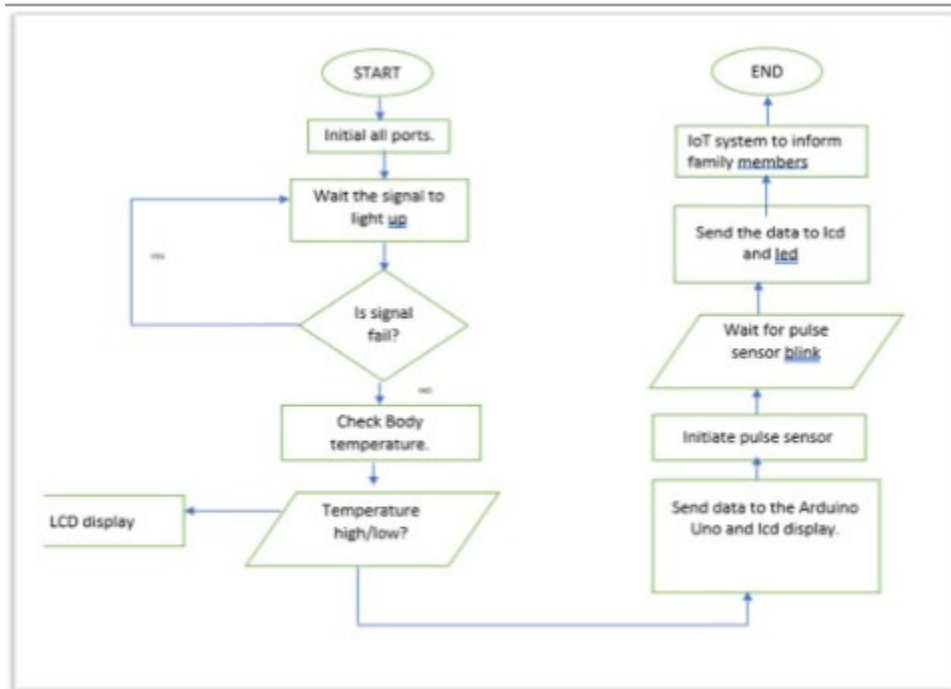 START
Initial all ports.
Wait the signal to
light up
YES
Is signal
fail?
NO
Check Body
temperature.
Temperature
high/low?
LCD display
Send data to the Arduino
Uno and lcd display.
Initiate pulse sensor
Wait for pulse
sensor blink
Send the data to lcd
and led
IoT system to inform
family members
END